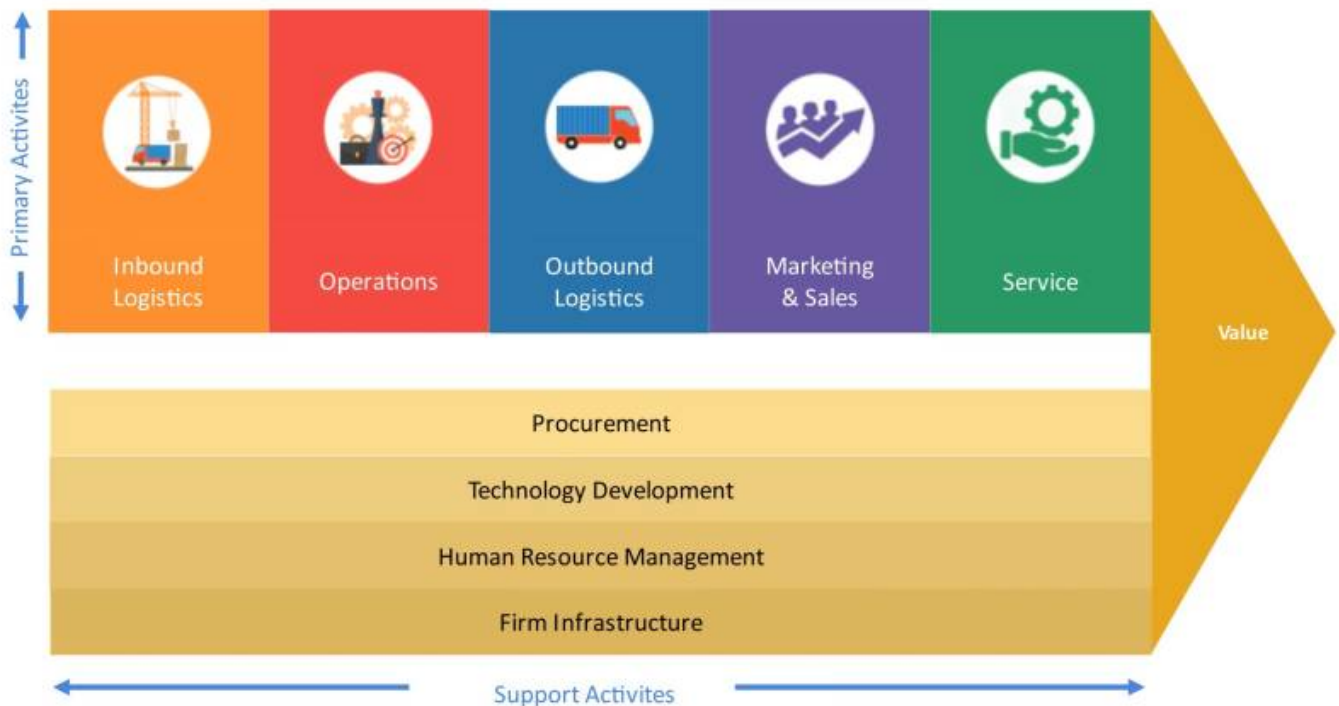 Primary Activites
Inbound
Logistics
Operations
Outbound
Logistics
Marketing
& Sales
Service
Value
Procurement
Technology Development
Human Resource Management
Firm Infrastructure
Support Activites